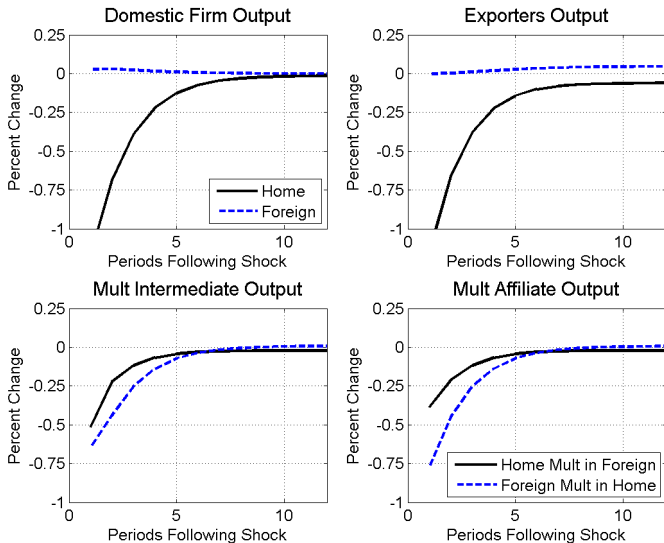 Domestic Firm Output
Percent Change
0.25
0
-0.25
-0.5
-0.75
-1
0
5
10
Periods Following Shock
Home
Foreign
Exporters Output
Percent Change
0.25
0
-0.25
-0.5
-0.75
-1
0
5
10
Periods Following Shock
Mult Intermediate Output
Percent Change
0.25
0
-0.25
-0.5
-0.75
-1
0
5
10
Periods Following Shock
Mult Affiliate Output
Percent Change
0.25
0
-0.25
-0.5
-0.75
-1
0
5
10
Periods Following Shock
Home Mult in Foreign
Foreign Mult in Home